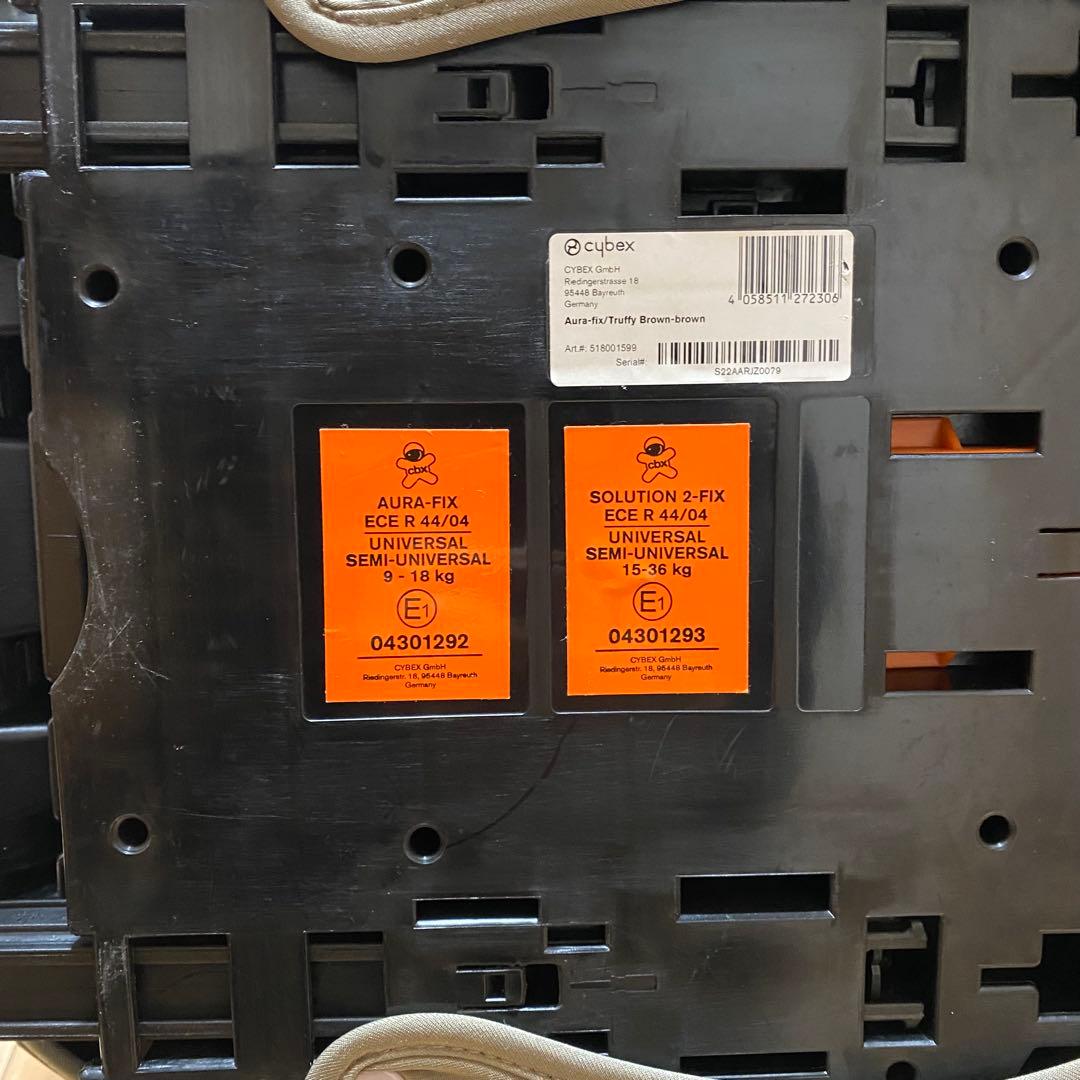 cybex
CYBEX GmbH
Riedingerstrasse 18
95448 Bayreuth
Germany
4 058511 272306
Aura-fix/Truffy Brown-brown
Art.#: 518001599
Serial#:
S22AARJZ0079
cbx
AURA-FIX
ECE R 44/04
UNIVERSAL
SEMI-UNIVERSAL
9 - 18 kg
E1
04301292
CYBEX GmbH
Riedingerstr. 18, 95448 Bayreuth
Germany
cbx
SOLUTION 2-FIX
ECE R 44/04
UNIVERSAL
SEMI-UNIVERSAL
15-36 kg
E1
04301293
CYBEX GmbH
Riedingerstr. 18, 95448 Bayreuth
Germany